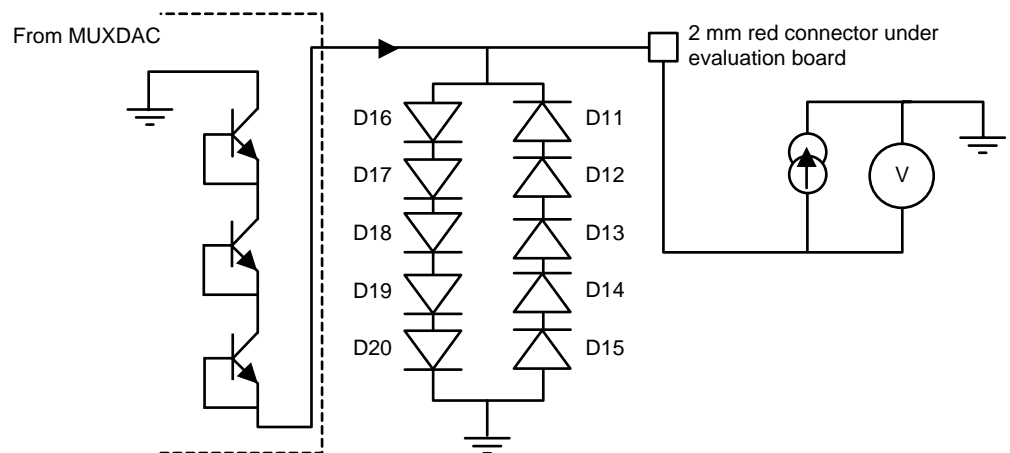 From MUXDAC
2 mm red connector under
evaluation board
D16
D11
D17
D12
V
D18
D13
D19
D14
D20
D15